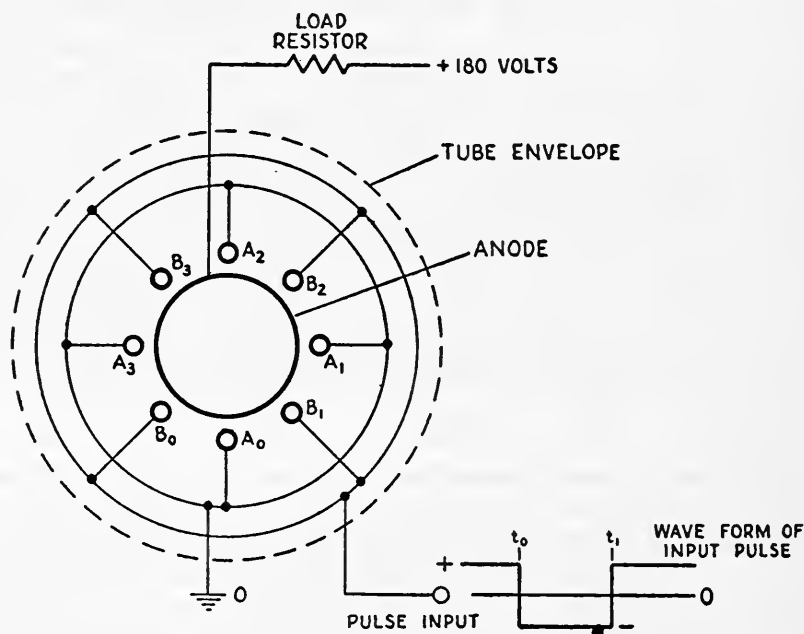 LOAD
RESISTOR
+180 VOLTS
TUBE ENVELOPE
ANODE
A2
B3
B2
A3
A1
B0
B1
A0
t0
t1
WAVE FORM OF
INPUT PULSE
+
0
0
PULSE INPUT
−